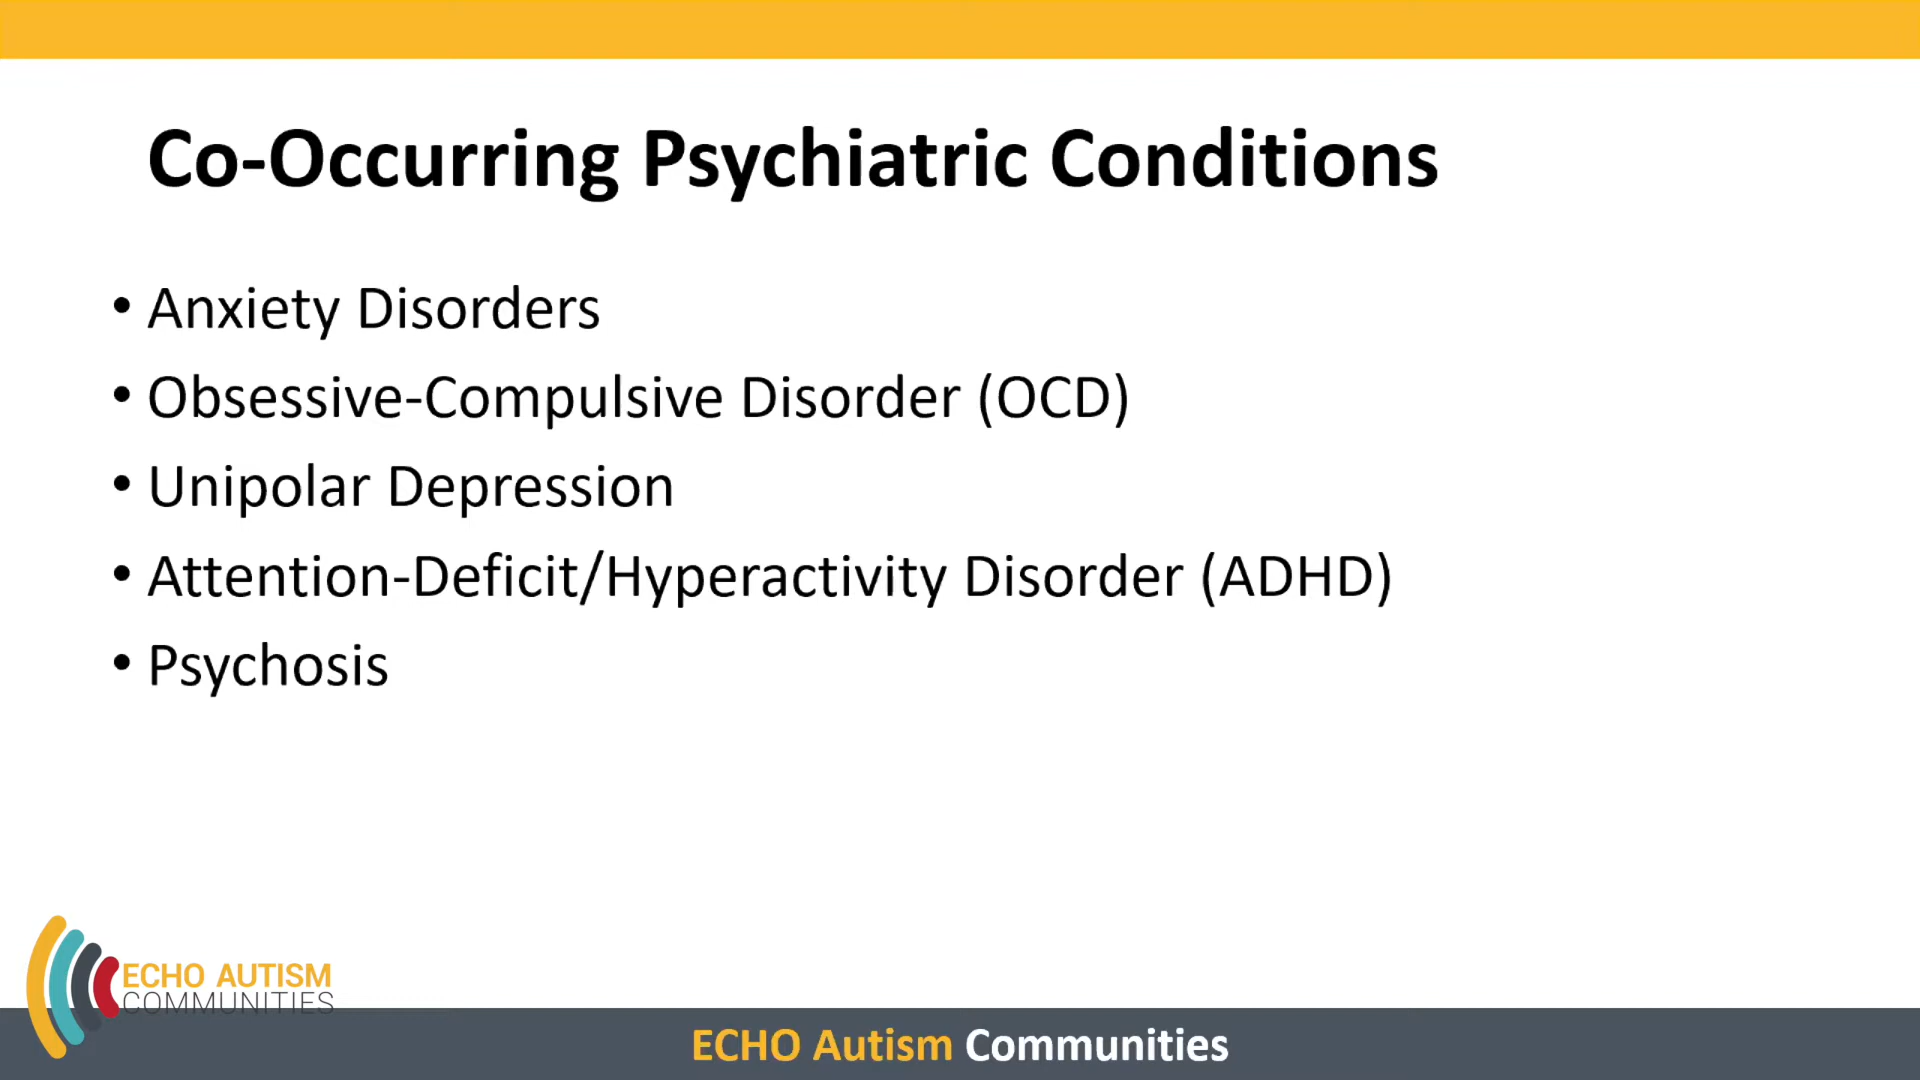 Co-Occurring Psychiatric Conditions
• Anxiety Disorders
• Obsessive-Compulsive Disorder (OCD)
• Unipolar Depression
• Attention-Deficit/Hyperactivity Disorder (ADHD)
• Psychosis
ECHO AUTISM
COMMUNITIES
ECHO Autism Communities